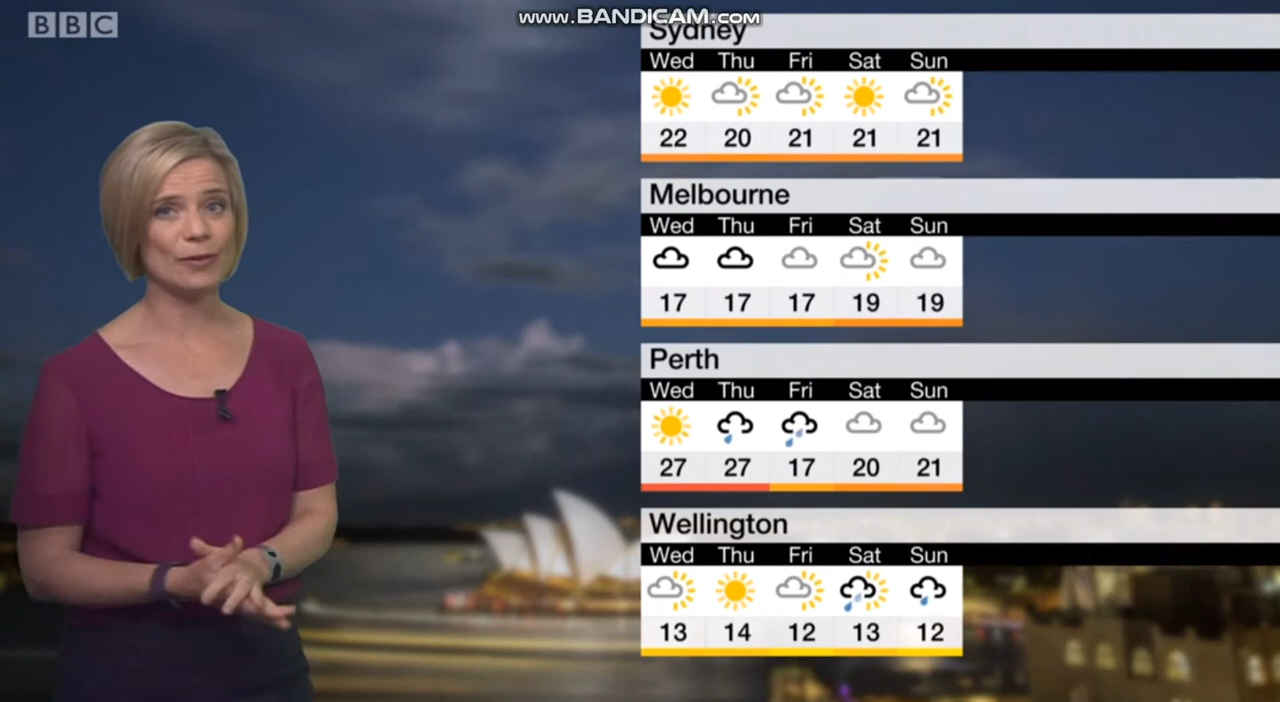 BBC
www.BANDICAM.com
Sydney
Wed Thu Fri Sat Sun
22 20 21 21 21
Melbourne
Wed Thu Fri Sat Sun
17 17 17 19 19
Perth
Wed Thu Fri Sat Sun
27 27 17 20 21
Wellington
Wed Thu Fri Sat Sun
13 14 12 13 12